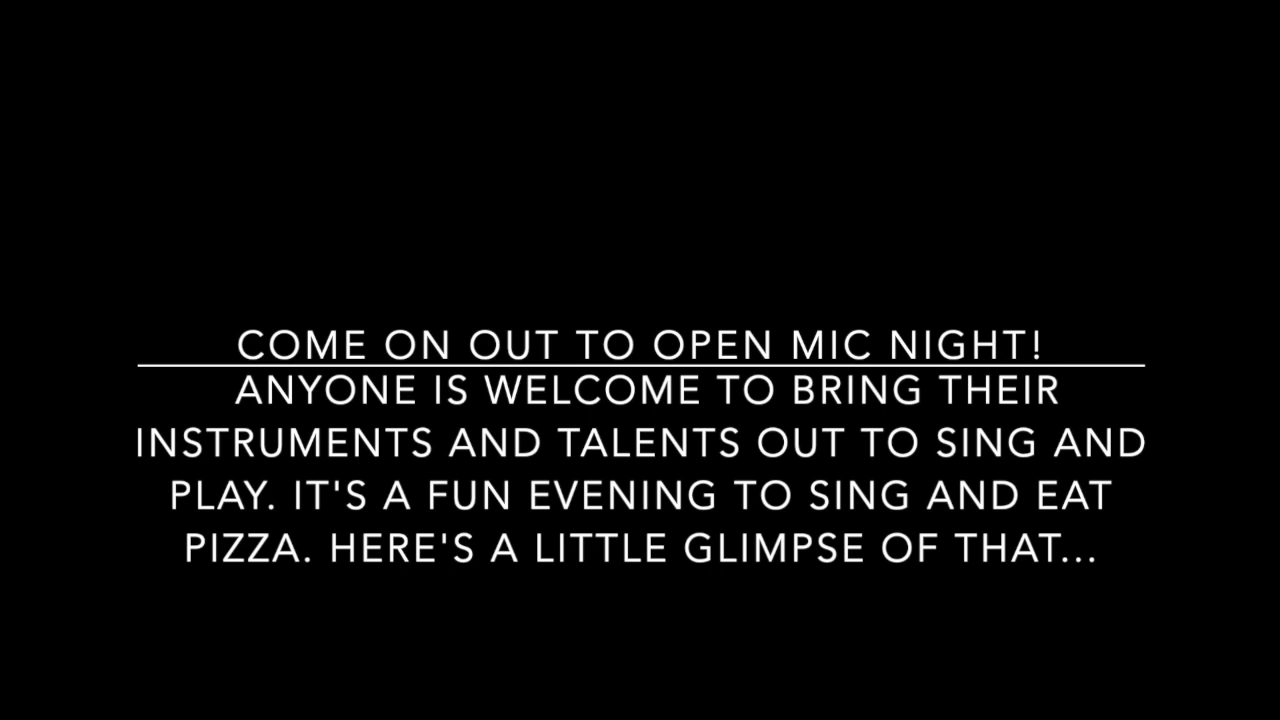 COME ON OUT TO OPEN MIC NIGHT!
ANYONE IS WELCOME TO BRING THEIR
INSTRUMENTS AND TALENTS OUT TO SING AND
PLAY. IT'S A FUN EVENING TO SING AND EAT
PIZZA. HERE'S A LITTLE GLIMPSE OF THAT...